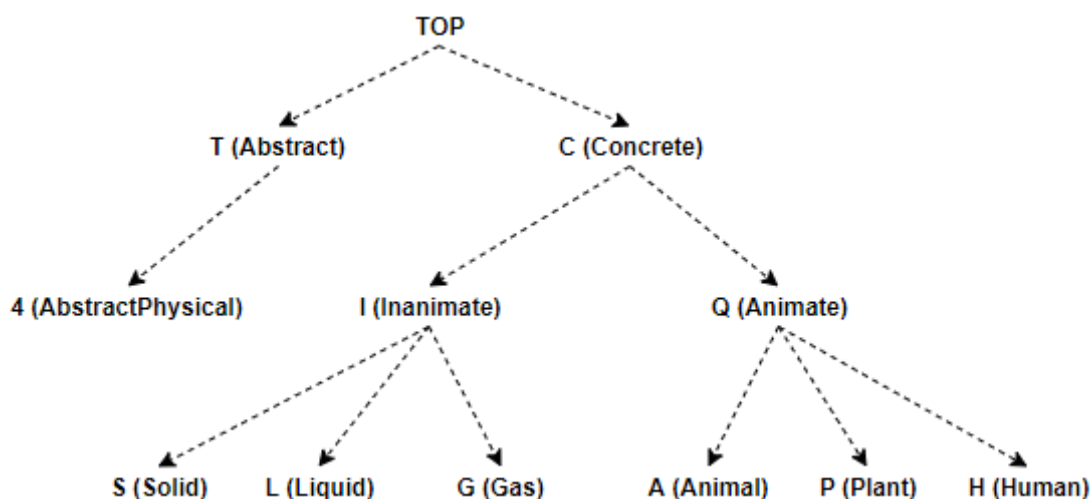 TOP
T (Abstract) C (Concrete)
4 (AbstractPhysical) I (Inanimate) Q (Animate)
S (Solid) L (Liquid) G (Gas) A (Animal) P (Plant) H (Human)